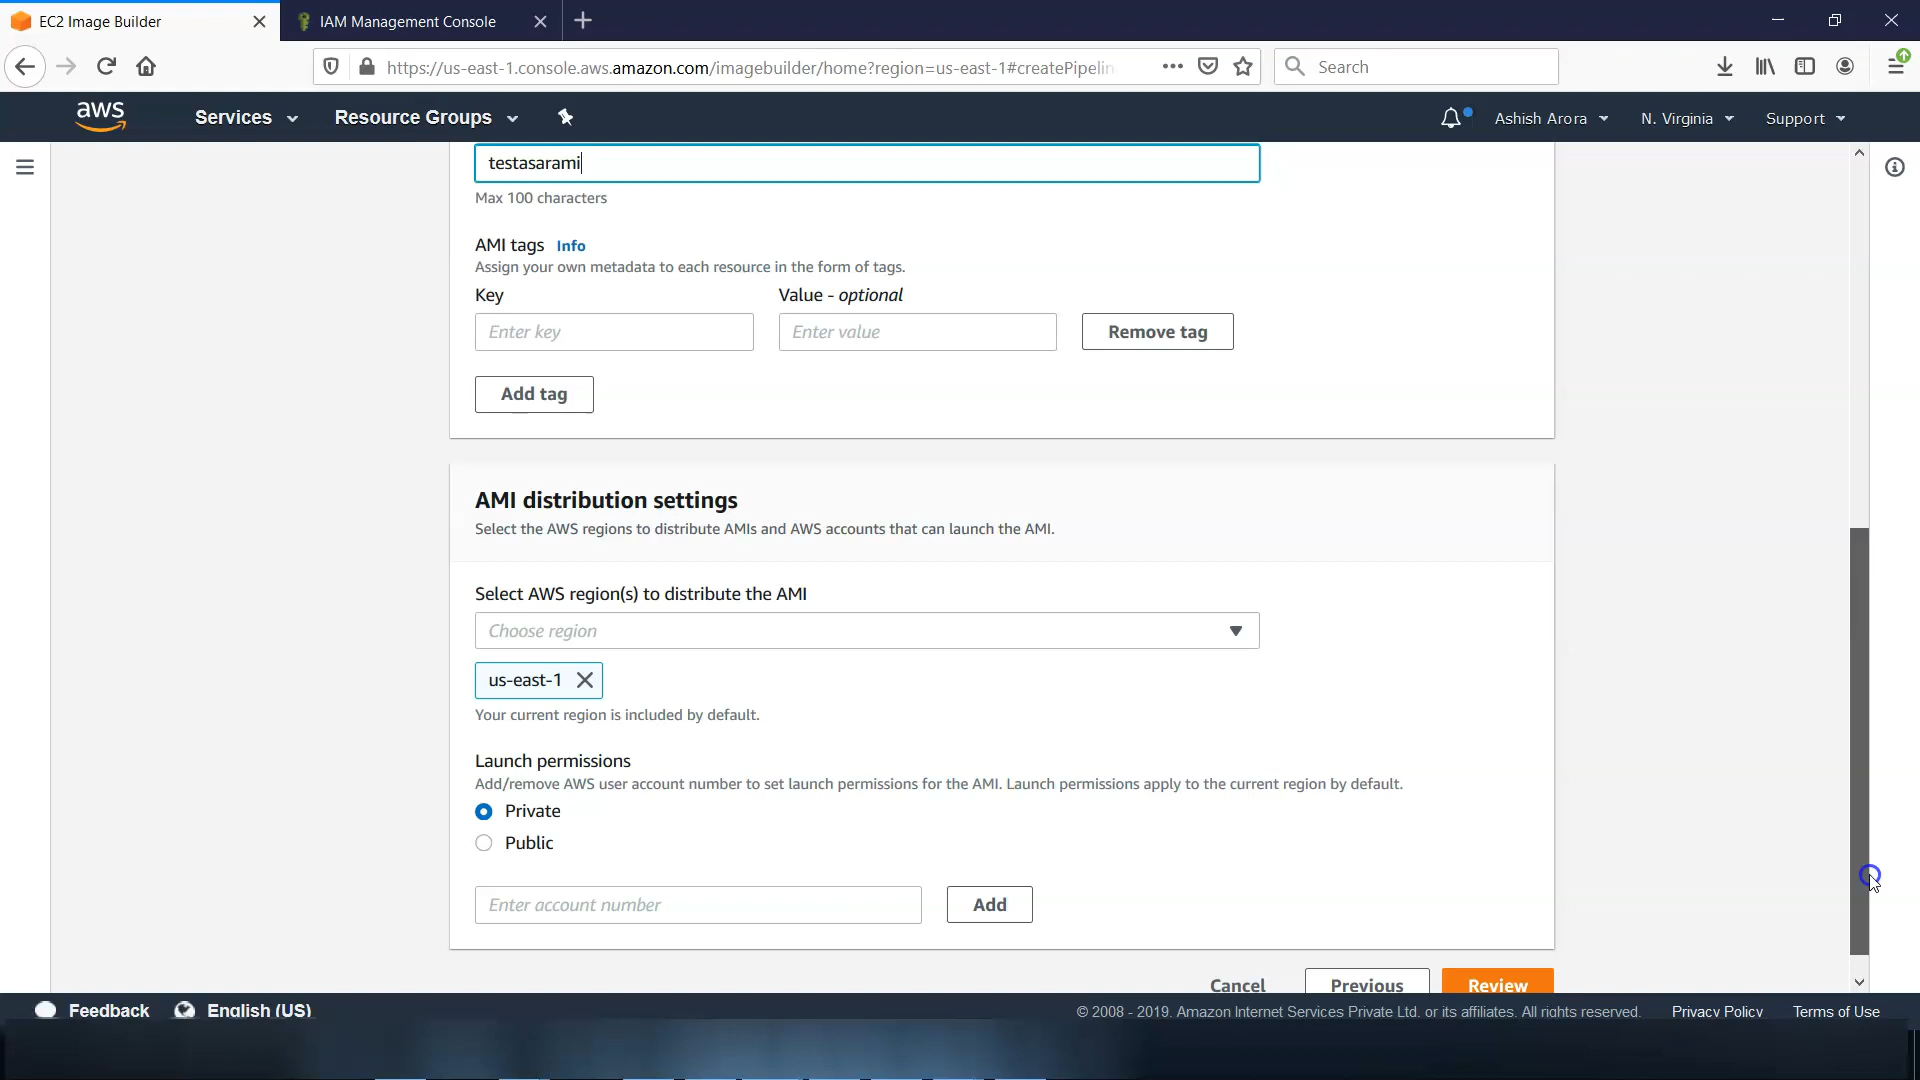 EC2 Image Builder
IAM Management Console
https://us-east-1.console.aws.amazon.com/imagebuilder/home?region=us-east-1#createPipelin
Search
aws
Services
Resource Groups
Ashish Arora
N. Virginia
Support
testasarami
Max 100 characters
AMI tags Info
Assign your own metadata to each resource in the form of tags.
Key
Value - optional
Enter key
Enter value
Remove tag
Add tag
AMI distribution settings
Select the AWS regions to distribute AMIs and AWS accounts that can launch the AMI.
Select AWS region(s) to distribute the AMI
Choose region
us-east-1
Your current region is included by default.
Launch permissions
Add/remove AWS user account number to set launch permissions for the AMI. Launch permissions apply to the current region by default.
Private
Public
Enter account number
Add
Cancel
Previous
Review
Feedback
English (US)
© 2008 - 2019, Amazon Internet Services Private Ltd. or its affiliates. All rights reserved.
Privacy Policy
Terms of Use